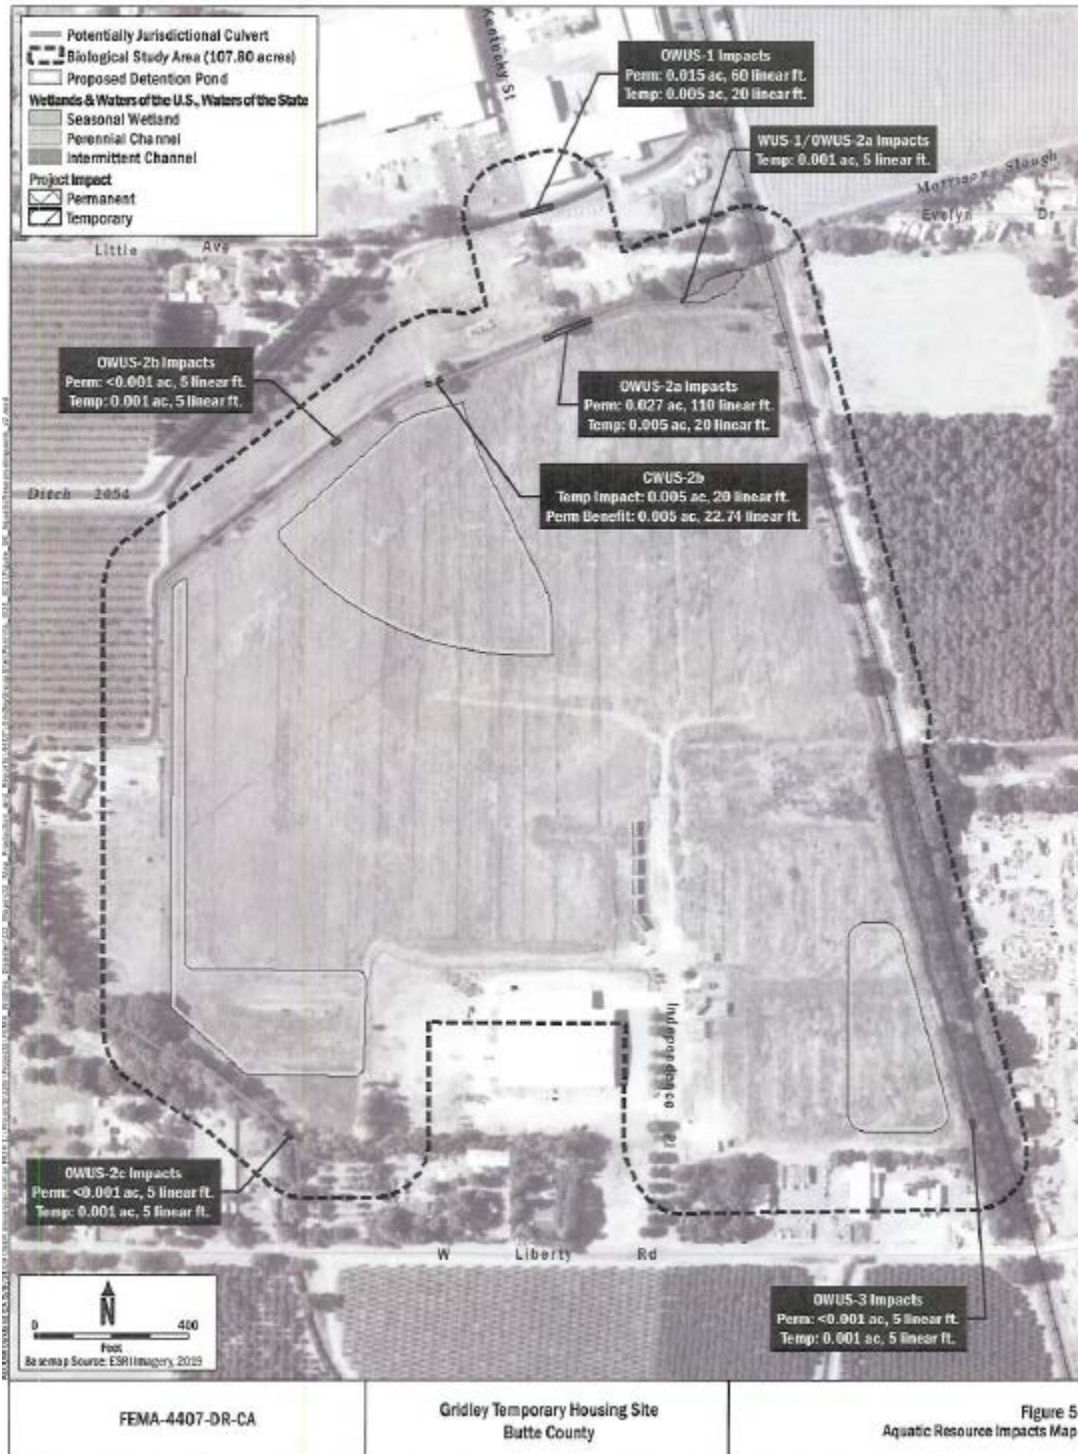 Potentially Jurisdictional Culvert
Biological Study Area (107.80 acres)
Proposed Detention Pond
Wetlands & Waters of the U.S., Waters of the State
Seasonal Wetland
Perennial Channel
Intermittent Channel
Project Impact
Permanent
Temporary
Kentucky St
OWUS-1 Impacts
Perm: 0.015 ac, 60 linear ft.
Temp: 0.005 ac, 20 linear ft.
WUS-1/OWUS-2a Impacts
Temp: 0.001 ac, 5 linear ft.
Morrison Slough
Evelyn Dr
Little Ave
OWUS-2b Impacts
Perm: <0.001 ac, 5 linear ft.
Temp: 0.001 ac, 5 linear ft.
OWUS-2a Impacts
Perm: 0.027 ac, 110 linear ft.
Temp: 0.005 ac, 20 linear ft.
Ditch 2054
CWUS-2b
Temp Impact: 0.005 ac, 20 linear ft.
Perm Benefit: 0.005 ac, 22.74 linear ft.
Independence Pl
OWUS-2c Impacts
Perm: <0.001 ac, 5 linear ft.
Temp: 0.001 ac, 5 linear ft.
W Liberty Rd
OWUS-3 Impacts
Perm: <0.001 ac, 5 linear ft.
Temp: 0.001 ac, 5 linear ft.
N
0 400
Feet
Basemap Source: ESRI Imagery, 2019
FEMA-4407-DR-CA
Gridley Temporary Housing Site
Butte County
Figure 5
Aquatic Resource Impacts Map